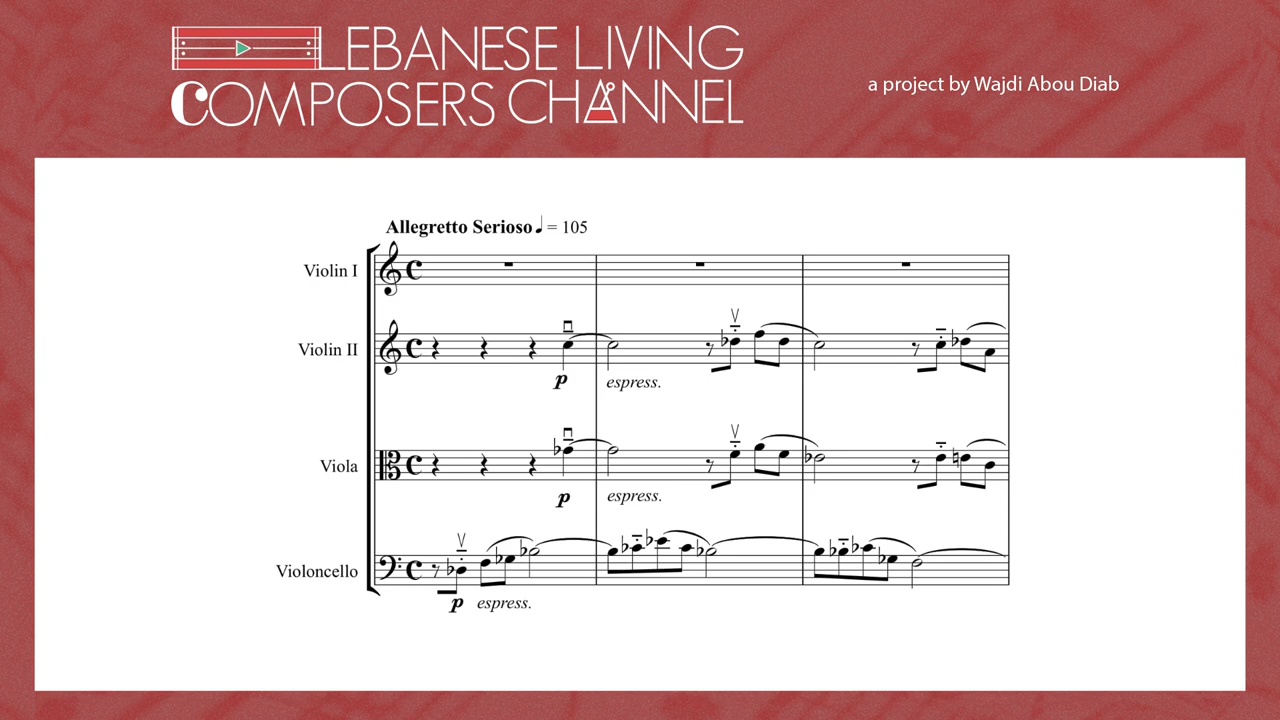 LEBANESE LIVING
COMPOSERS CHANNEL
a project by Wajdi Abou Diab
Allegretto Serioso ♩ = 105
Violin I
Violin II
p espress.
Viola
p espress.
Violoncello
p espress.